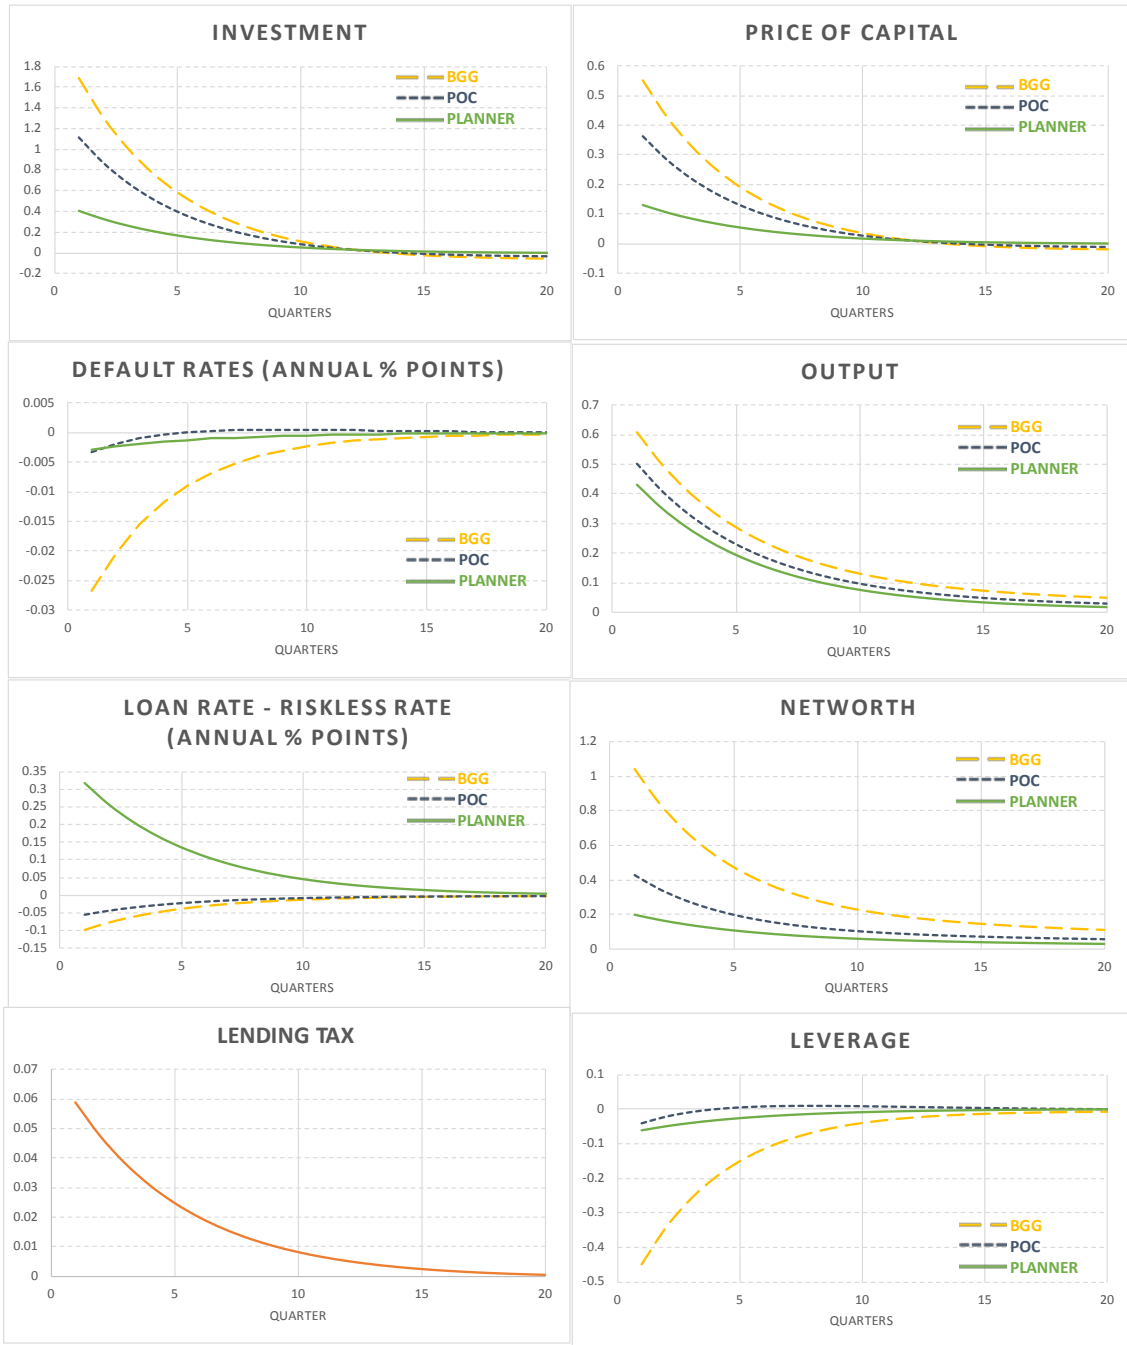 INVESTMENT
1.8
1.6
1.4
1.2
1
0.8
0.6
0.4
0.2
0
-0.2
0
5
10
15
20
QUARTERS
BGG
POC
PLANNER
PRICE OF CAPITAL
0.6
0.5
0.4
0.3
0.2
0.1
0
-0.1
0
5
10
15
20
QUARTERS
BGG
POC
PLANNER
DEFAULT RATES (ANNUAL % POINTS)
0.005
0
-0.005
-0.01
-0.015
-0.02
-0.025
-0.03
0
5
10
15
20
QUARTERS
BGG
POC
PLANNER
OUTPUT
0.7
0.6
0.5
0.4
0.3
0.2
0.1
0
0
5
10
15
20
QUARTERS
BGG
POC
PLANNER
LOAN RATE - RISKLESS RATE
(ANNUAL % POINTS)
0.35
0.3
0.25
0.2
0.15
0.1
0.05
0
-0.05
-0.1
-0.15
0
5
10
15
20
QUARTERS
BGG
POC
PLANNER
NETWORTH
1.2
1
0.8
0.6
0.4
0.2
0
0
5
10
15
20
QUARTERS
BGG
POC
PLANNER
LENDING TAX
0.07
0.06
0.05
0.04
0.03
0.02
0.01
0
0
5
10
15
20
QUARTER
LEVERAGE
0.1
0
-0.1
-0.2
-0.3
-0.4
-0.5
0
5
10
15
20
QUARTERS
BGG
POC
PLANNER